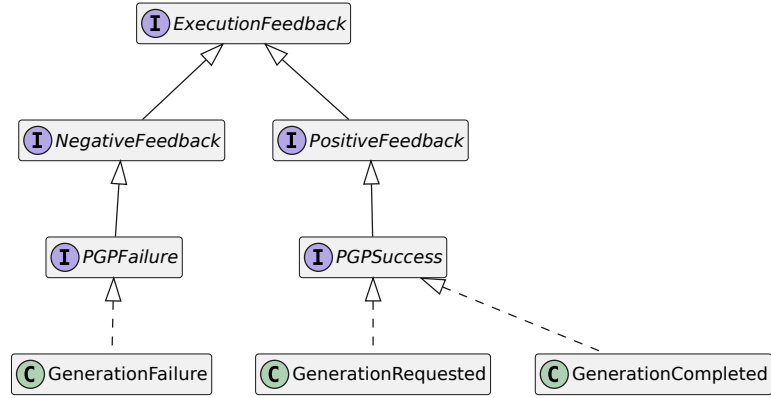 I ExecutionFeedback
I NegativeFeedback
I PositiveFeedback
I PGPFailure
I PGPSuccess
C GenerationFailure
C GenerationRequested
C GenerationCompleted